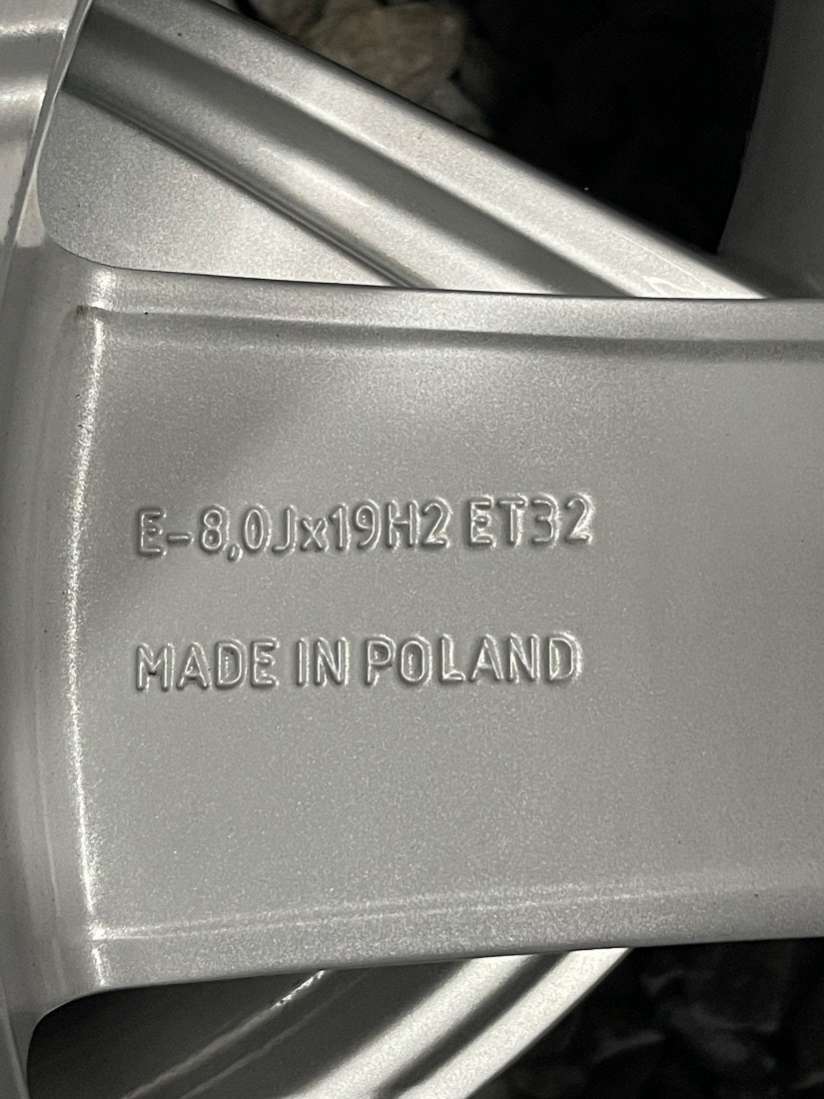 E-8,0Jx19H2 ET32
MADE IN POLAND